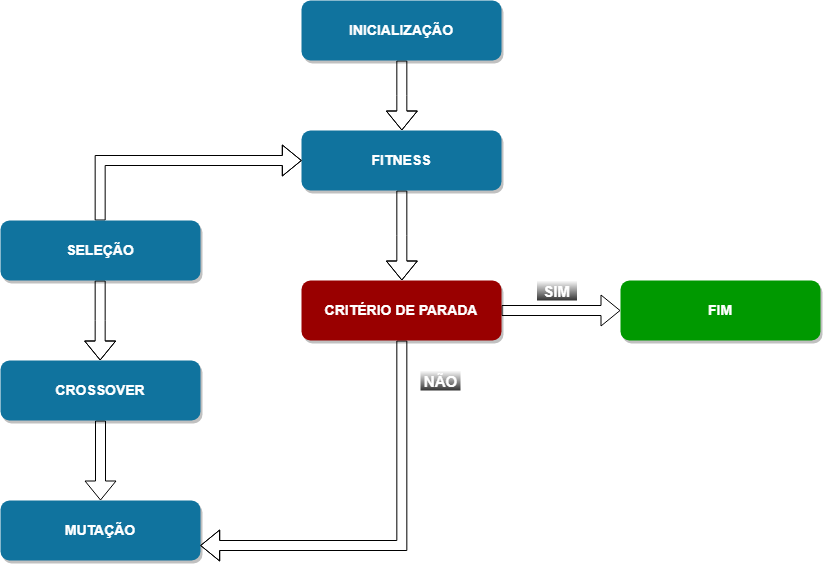 INICIALIZAÇÃO
FITNESS
SELEÇÃO
CRITÉRIO DE PARADA
SIM
FIM
NÃO
CROSSOVER
MUTAÇÃO